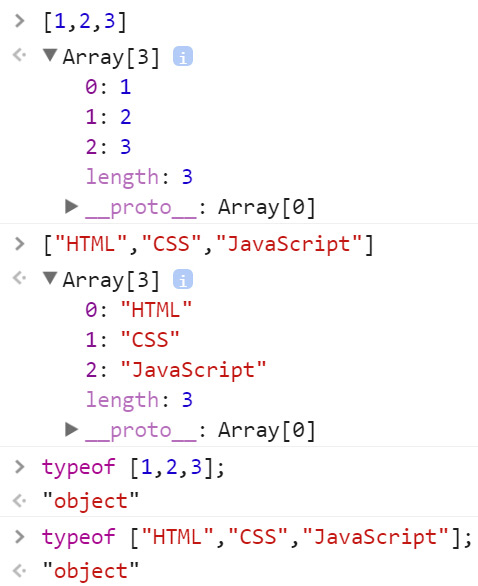 > [1,2,3]
<· ▼Array[3] i
0: 1
1: 2
2: 3
length: 3
▶__proto__: Array[0]
> ["HTML","CSS","JavaScript"]
<· ▼Array[3] i
0: "HTML"
1: "CSS"
2: "JavaScript"
length: 3
▶__proto__: Array[0]
> typeof [1,2,3];
<· "object"
> typeof ["HTML","CSS","JavaScript"];
<· "object"